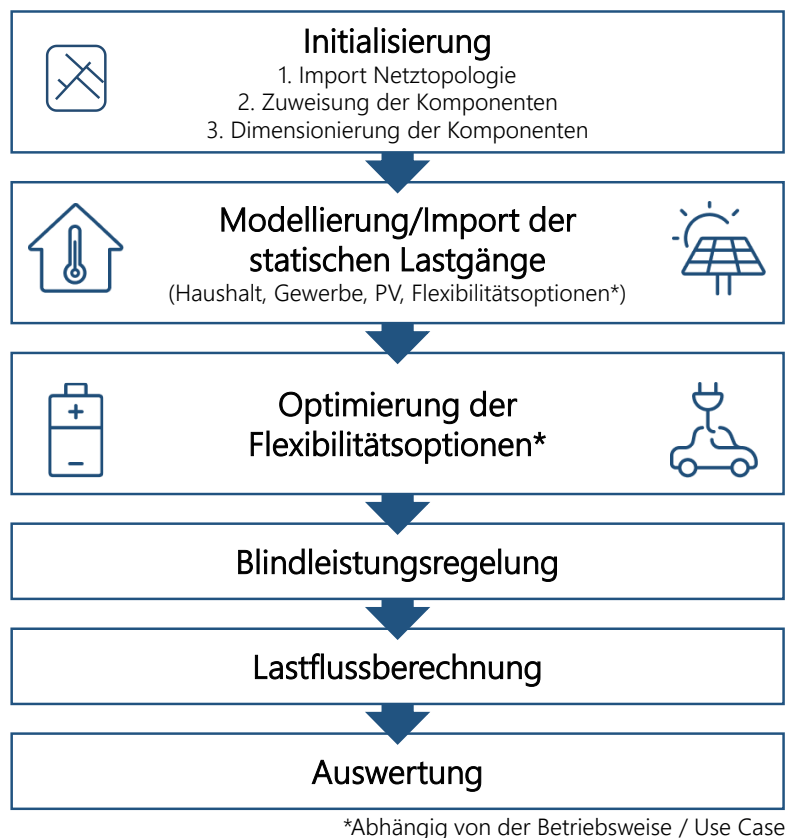 Initialisierung
1. Import Netztopologie
2. Zuweisung der Komponenten
3. Dimensionierung der Komponenten
Modellierung/Import der
statischen Lastgänge
(Haushalt, Gewerbe, PV, Flexibilitätsoptionen*)
Optimierung der
Flexibilitätsoptionen*
Blindleistungsregelung
Lastflussberechnung
Auswertung
*Abhängig von der Betriebsweise / Use Case